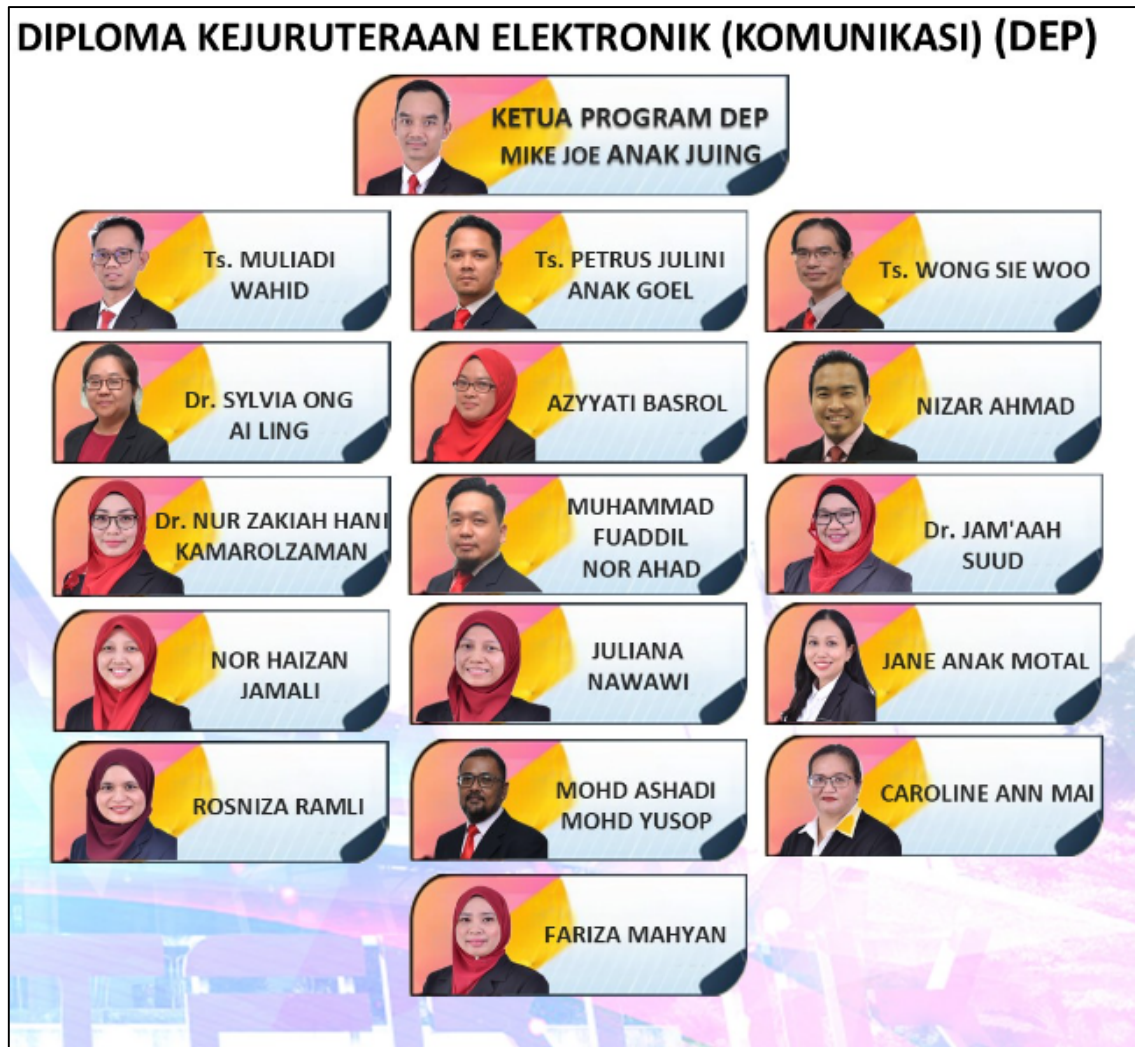 DIPLOMA KEJURUTERAAN ELEKTRONIK (KOMUNIKASI) (DEP)
KETUA PROGRAM DEP
MIKE JOE ANAK JUING
Ts. MULIADI
WAHID
Ts. PETRUS JULINI
ANAK GOEL
Ts. WONG SIE WOO
Dr. SYLVIA ONG
AI LING
AZYYATI BASROL
NIZAR AHMAD
Dr. NUR ZAKIAH HANI
KAMAROLZAMAN
MUHAMMAD
FUADDIL
NOR AHAD
Dr. JAM'AAH
SUUD
NOR HAIZAN
JAMALI
JULIANA
NAWAWI
JANE ANAK MOTAL
ROSNIZA RAMLI
MOHD ASHADI
MOHD YUSOP
CAROLINE ANN MAI
FARIZA MAHYAN